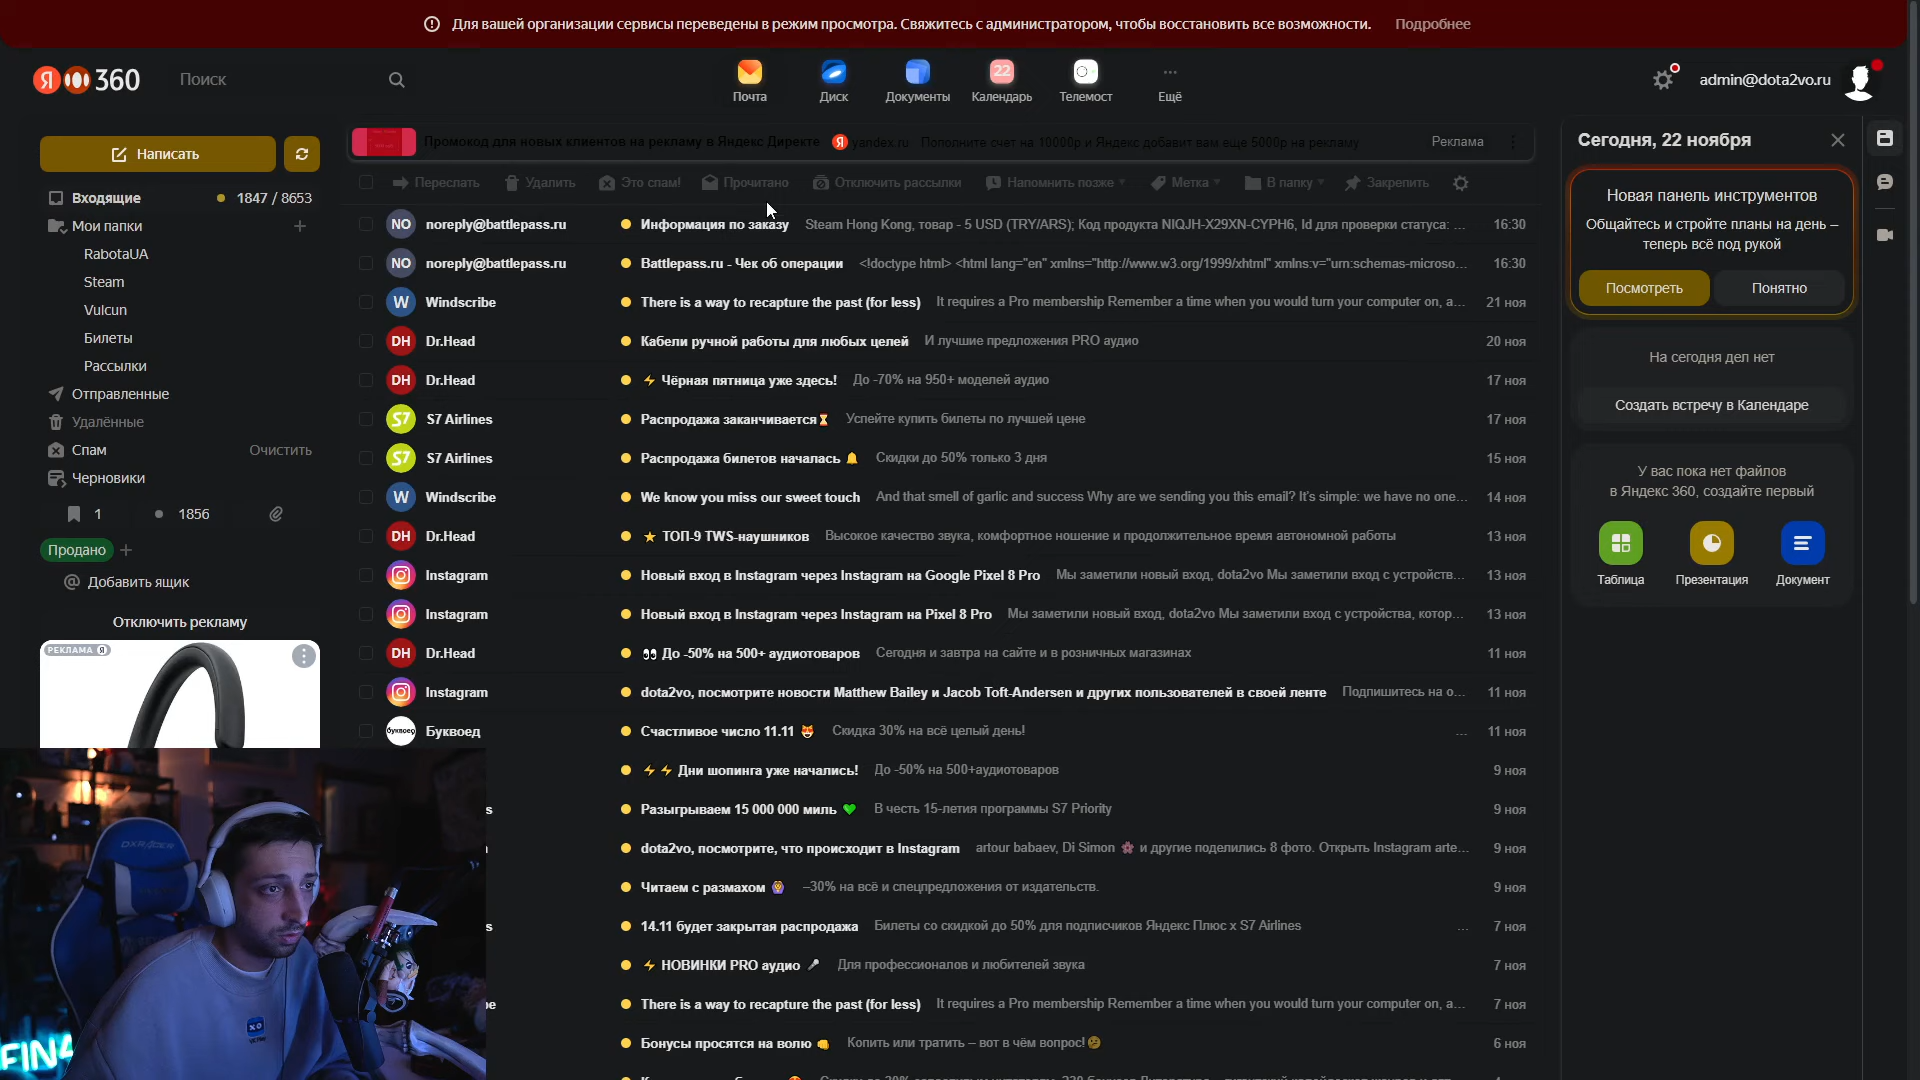 Для вашей организации сервисы переведены в режим просмотра. Свяжитесь с администратором, чтобы восстановить все возможности. Подробнее
Я 360
Поиск
Почта
Диск
Документы
22
Календарь
Телемост
Ещё
admin@dota2vo.ru
Написать
Входящие 1847 / 8653
Мои папки
RabotaUA
Steam
Vulcun
Билеты
Рассылки
Отправленные
Удалённые
Спам Очистить
Черновики
1 1856
Продано
Добавить ящик
Отключить рекламу
РЕКЛАМА Я
Промокод для новых клиентов на рекламу в Яндекс Директе Я yandex.ru Пополните счет на 10000р и Яндекс добавит вам еще 5000р на рекламу Реклама
Переслать Удалить Это спам! Прочитано Отключить рассылки Напомнить позже Метка В папку Закрепить
NO noreply@battlepass.ru Информация по заказу Steam Hong Kong, товар - 5 USD (TRY/ARS); Код продукта NIQJH-X29XN-CYPH6, Id для проверки статуса: ... 16:30
NO noreply@battlepass.ru Battlepass.ru - Чек об операции <!doctype html> <html lang="en" xmlns="http://www.w3.org/1999/xhtml" xmlns:v="urn:schemas-microso... 16:30
W Windscribe There is a way to recapture the past (for less) It requires a Pro membership Remember a time when you would turn your computer on, a... 21 ноя
DH Dr.Head Кабели ручной работы для любых целей И лучшие предложения PRO аудио 20 ноя
DH Dr.Head ⚡ Чёрная пятница уже здесь! До -70% на 950+ моделей аудио 17 ноя
S7 S7 Airlines Распродажа заканчивается⏳ Успейте купить билеты по лучшей цене 17 ноя
S7 S7 Airlines Распродажа билетов началась 🔔 Скидки до 50% только 3 дня 15 ноя
W Windscribe We know you miss our sweet touch And that smell of garlic and success Why are we sending you this email? It's simple: we have no one... 14 ноя
DH Dr.Head ⭐ ТОП-9 TWS-наушников Высокое качество звука, комфортное ношение и продолжительное время автономной работы 13 ноя
Instagram Новый вход в Instagram через Instagram на Google Pixel 8 Pro Мы заметили новый вход, dota2vo Мы заметили вход с устройств... 13 ноя
Instagram Новый вход в Instagram через Instagram на Pixel 8 Pro Мы заметили новый вход, dota2vo Мы заметили вход с устройства, котор... 13 ноя
DH Dr.Head 👀 До -50% на 500+ аудиотоваров Сегодня и завтра на сайте и в розничных магазинах 11 ноя
Instagram dota2vo, посмотрите новости Matthew Bailey и Jacob Toft-Andersen и других пользователей в своей ленте Подпишитесь на о... 11 ноя
буквоед Буквоед Счастливое число 11.11 Скидка 30% на всё целый день! ... 11 ноя
⚡⚡ Дни шопинга уже начались! До -50% на 500+аудиотоваров 9 ноя
s Разыгрываем 15 000 000 миль 💚 В честь 15-летия программы S7 Priority 9 ноя
dota2vo, посмотрите, что происходит в Instagram artour babaev, Di Simon 🌸 и другие поделились 8 фото. Открыть Instagram arte... 9 ноя
Читаем с размахом –30% на всё и спецпредложения от издательств. 9 ноя
s 14.11 будет закрытая распродажа Билеты со скидкой до 50% для подписчиков Яндекс Плюс x S7 Airlines ... 7 ноя
⚡ НОВИНКИ PRO аудио 🎤 Для профессионалов и любителей звука 7 ноя
be There is a way to recapture the past (for less) It requires a Pro membership Remember a time when you would turn your computer on, a... 7 ноя
Бонусы просятся на волю Копить или тратить – вот в чём вопрос! 6 ноя
Сегодня, 22 ноября
Новая панель инструментов
Общайтесь и стройте планы на день –
теперь всё под рукой
Посмотреть Понятно
На сегодня дел нет
Создать встречу в Календаре
У вас пока нет файлов
в Яндекс 360, создайте первый
Таблица Презентация Документ
DXRACER
FINA